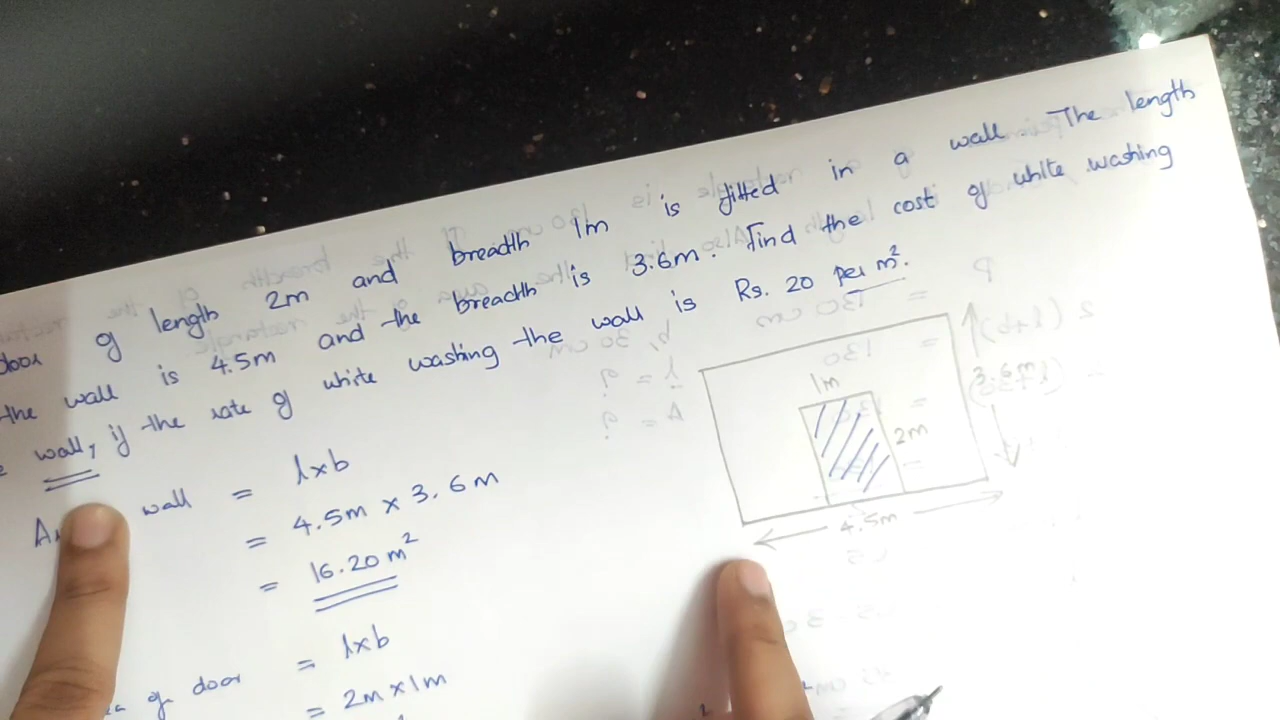 door of length 2m and breadth 1m is fitted in a wall. The length
the wall is 4.5m and the breadth is 3.6m. Find the cost of white washing
wall, if the rate of white washing the wall is Rs. 20 per m².
wall = l×b
= 4.5m × 3.6m
= 16.20 m²
of door = l×b
= 2m × 1m
1m
2m
3.6m
4.5m